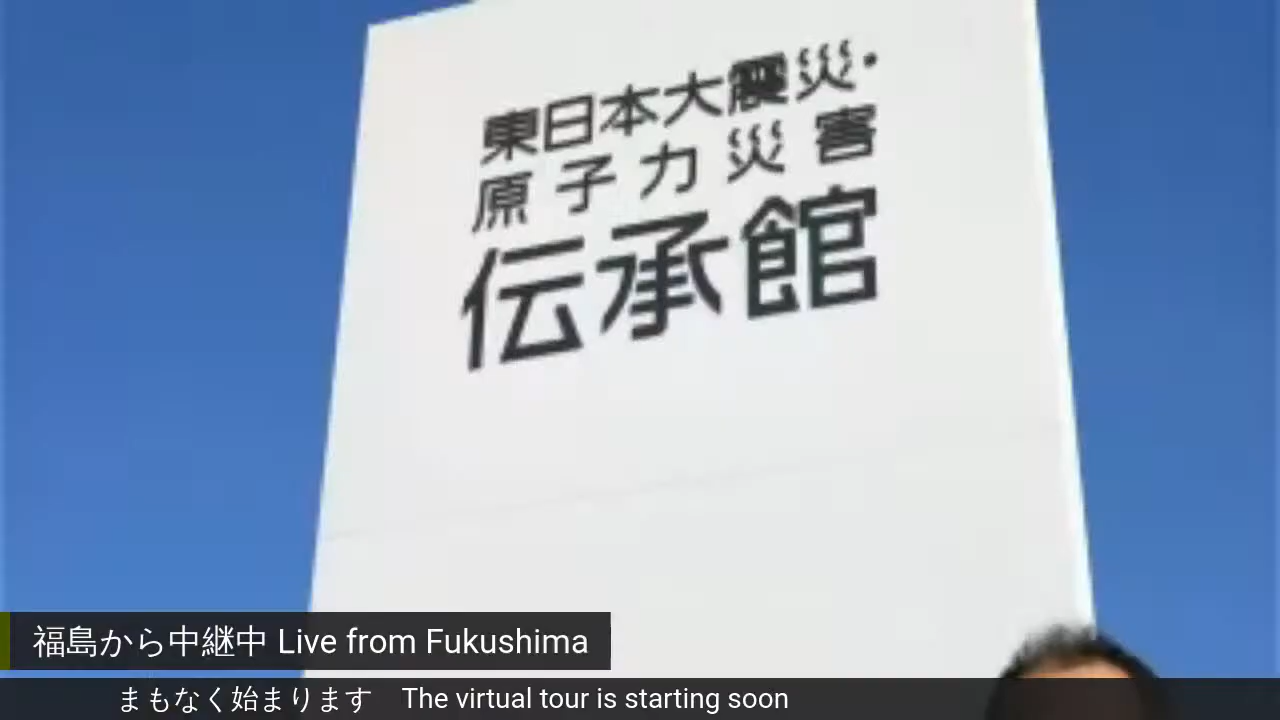 東日本大震災・
原子力災害
伝承館
福島から中継中 Live from Fukushima
まもなく始まります The virtual tour is starting soon